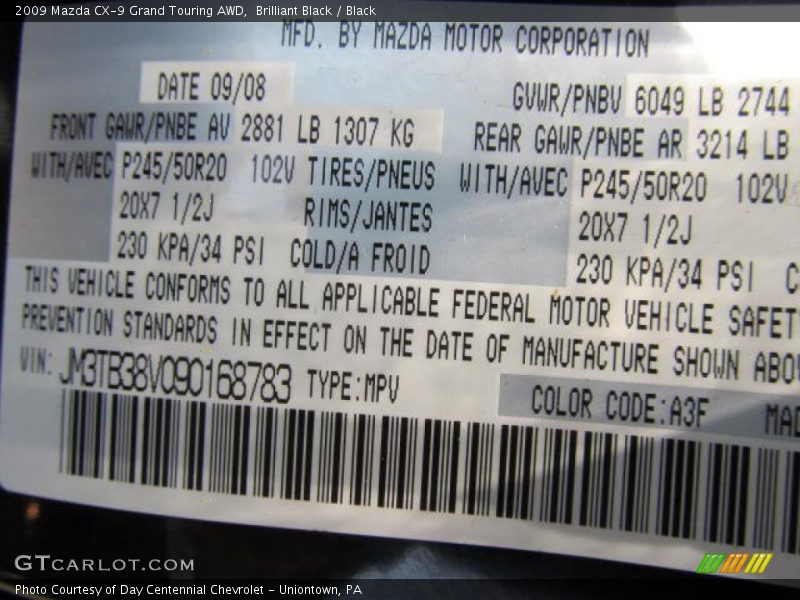 2009 Mazda CX-9 Grand Touring AWD,  Brilliant Black / Black
MFD. BY MAZDA MOTOR CORPORATION
DATE 09/08 GVWR/PNBV 6049 LB 2744
FRONT GAWR/PNBE AV 2881 LB 1307 KG REAR GAWR/PNBE AR 3214 LB
WITH/AVEC P245/50R20 102V TIRES/PNEUS WITH/AVEC P245/50R20 102V
20X7 1/2J RIMS/JANTES 20X7 1/2J
230 KPA/34 PSI COLD/A FROID 230 KPA/34 PSI C
THIS VEHICLE CONFORMS TO ALL APPLICABLE FEDERAL MOTOR VEHICLE SAFET
PREVENTION STANDARDS IN EFFECT ON THE DATE OF MANUFACTURE SHOWN ABO
VIN: JM3TB38V090168783 TYPE:MPV COLOR CODE:A3F MAD
GTCARLOT.COM
Photo Courtesy of Day Centennial Chevrolet - Uniontown, PA